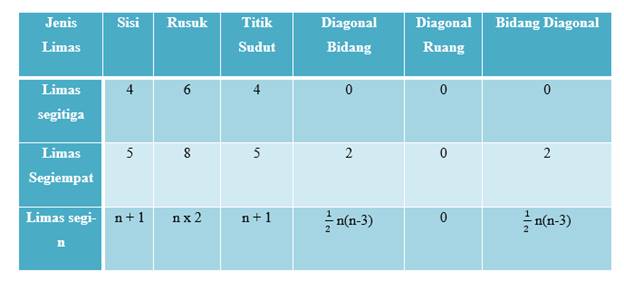 Jenis Limas Sisi Rusuk Titik Sudut Diagonal Bidang Diagonal Ruang Bidang Diagonal
Limas segitiga 4 6 4 0 0 0
Limas Segiempat 5 8 5 2 0 2
Limas segi-n n + 1 n x 2 n + 1 1/2 n(n-3) 0 1/2 n(n-3)